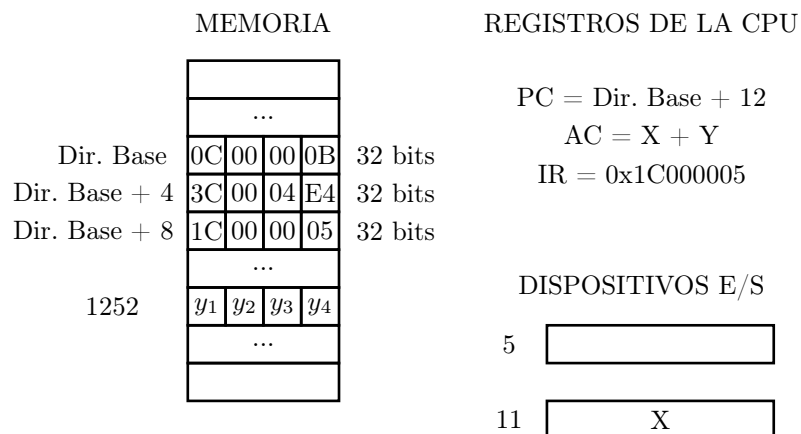 MEMORIA
...
Dir. Base 0C 00 00 0B 32 bits
Dir. Base + 4 3C 00 04 E4 32 bits
Dir. Base + 8 1C 00 00 05 32 bits
...
1252 y1 y2 y3 y4
...
REGISTROS DE LA CPU
PC = Dir. Base + 12
AC = X + Y
IR = 0x1C000005
DISPOSITIVOS E/S
5
11 X